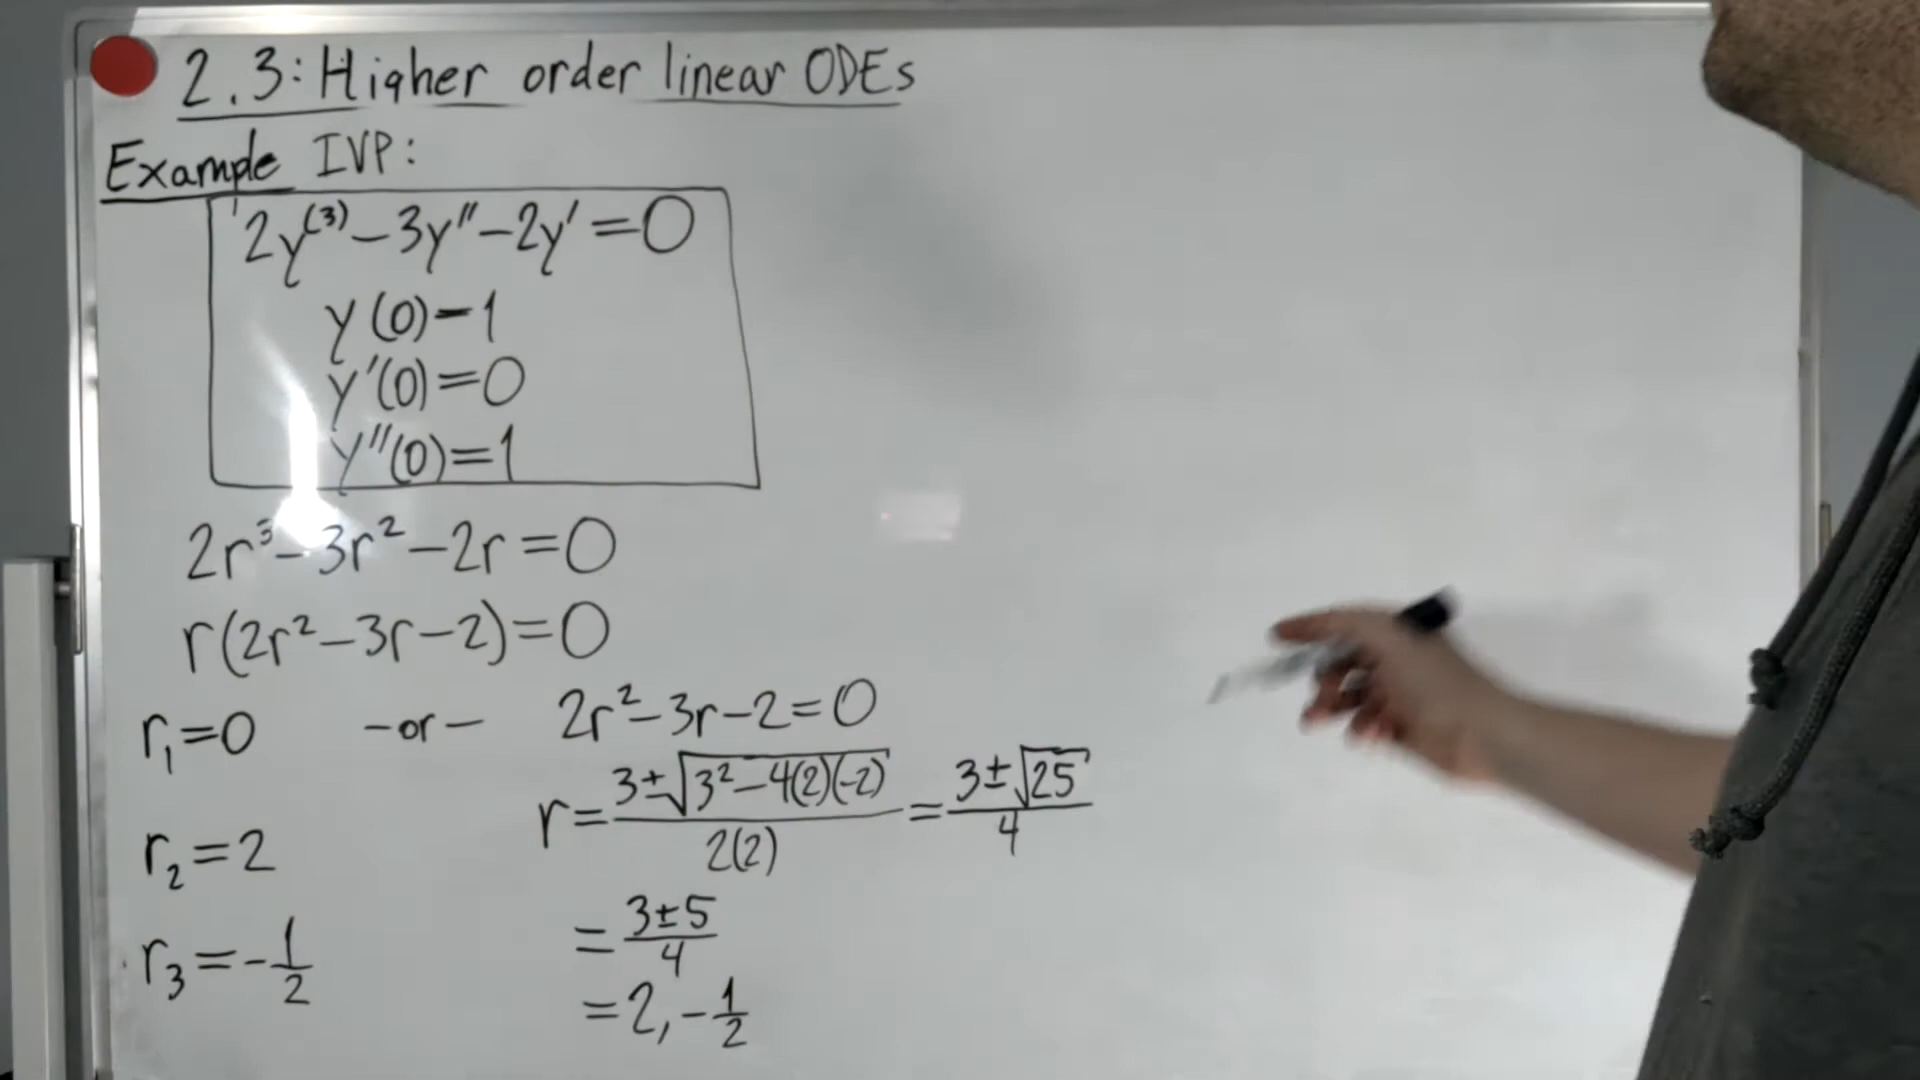 2.3: Higher order linear ODEs
Example IVP:
2y⁽³⁾-3y″-2y′=0
y(0)-1
y′(0)=0
y″(0)=1
2r³-3r²-2r=0
r(2r²-3r-2)=0
r₁=0 -or- 2r²-3r-2=0
r=(3±√(3²-4(2)(-2)))/2(2) = (3±√25)/4
r₂=2
= (3±5)/4
r₃=-1/2
=2,-1/2